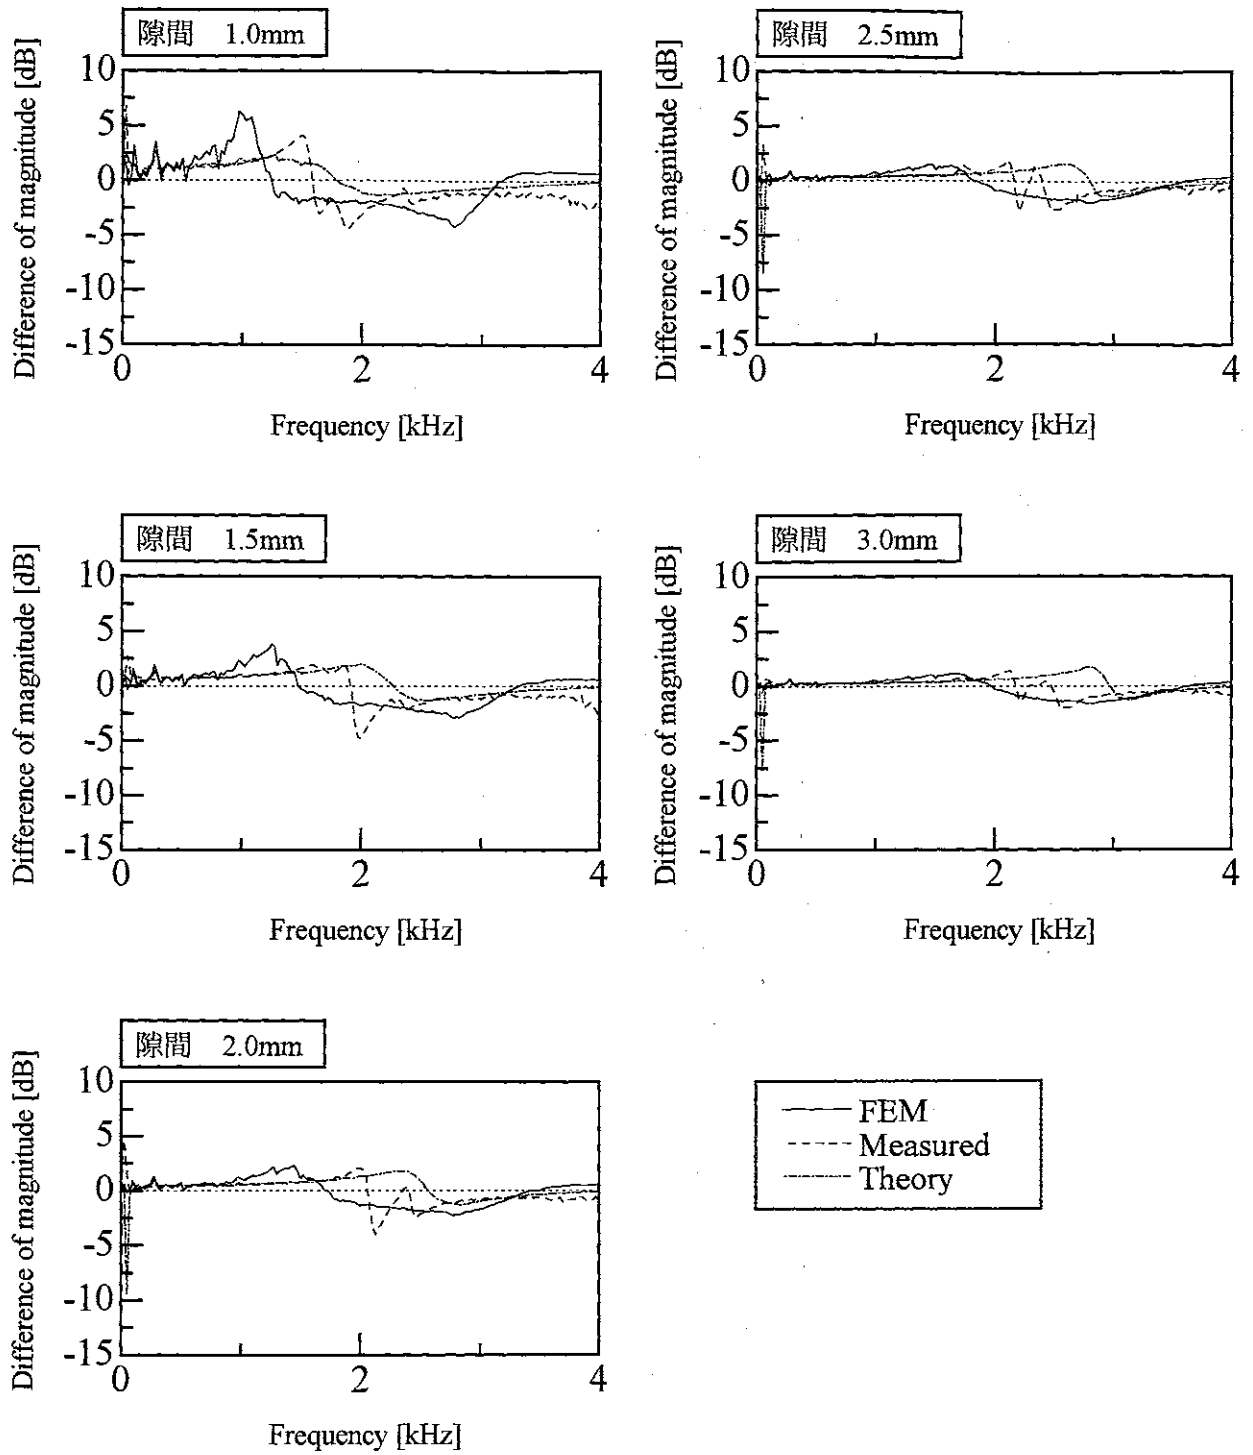 隙間 1.0mm
Difference of magnitude [dB]
10
5
0
-5
-10
-15
0
2
4
Frequency [kHz]
隙間 2.5mm
Difference of magnitude [dB]
10
5
0
-5
-10
-15
0
2
4
Frequency [kHz]
隙間 1.5mm
Difference of magnitude [dB]
10
5
0
-5
-10
-15
0
2
4
Frequency [kHz]
隙間 3.0mm
Difference of magnitude [dB]
10
5
0
-5
-10
-15
0
2
4
Frequency [kHz]
隙間 2.0mm
Difference of magnitude [dB]
10
5
0
-5
-10
-15
0
2
4
Frequency [kHz]
FEM
Measured
Theory